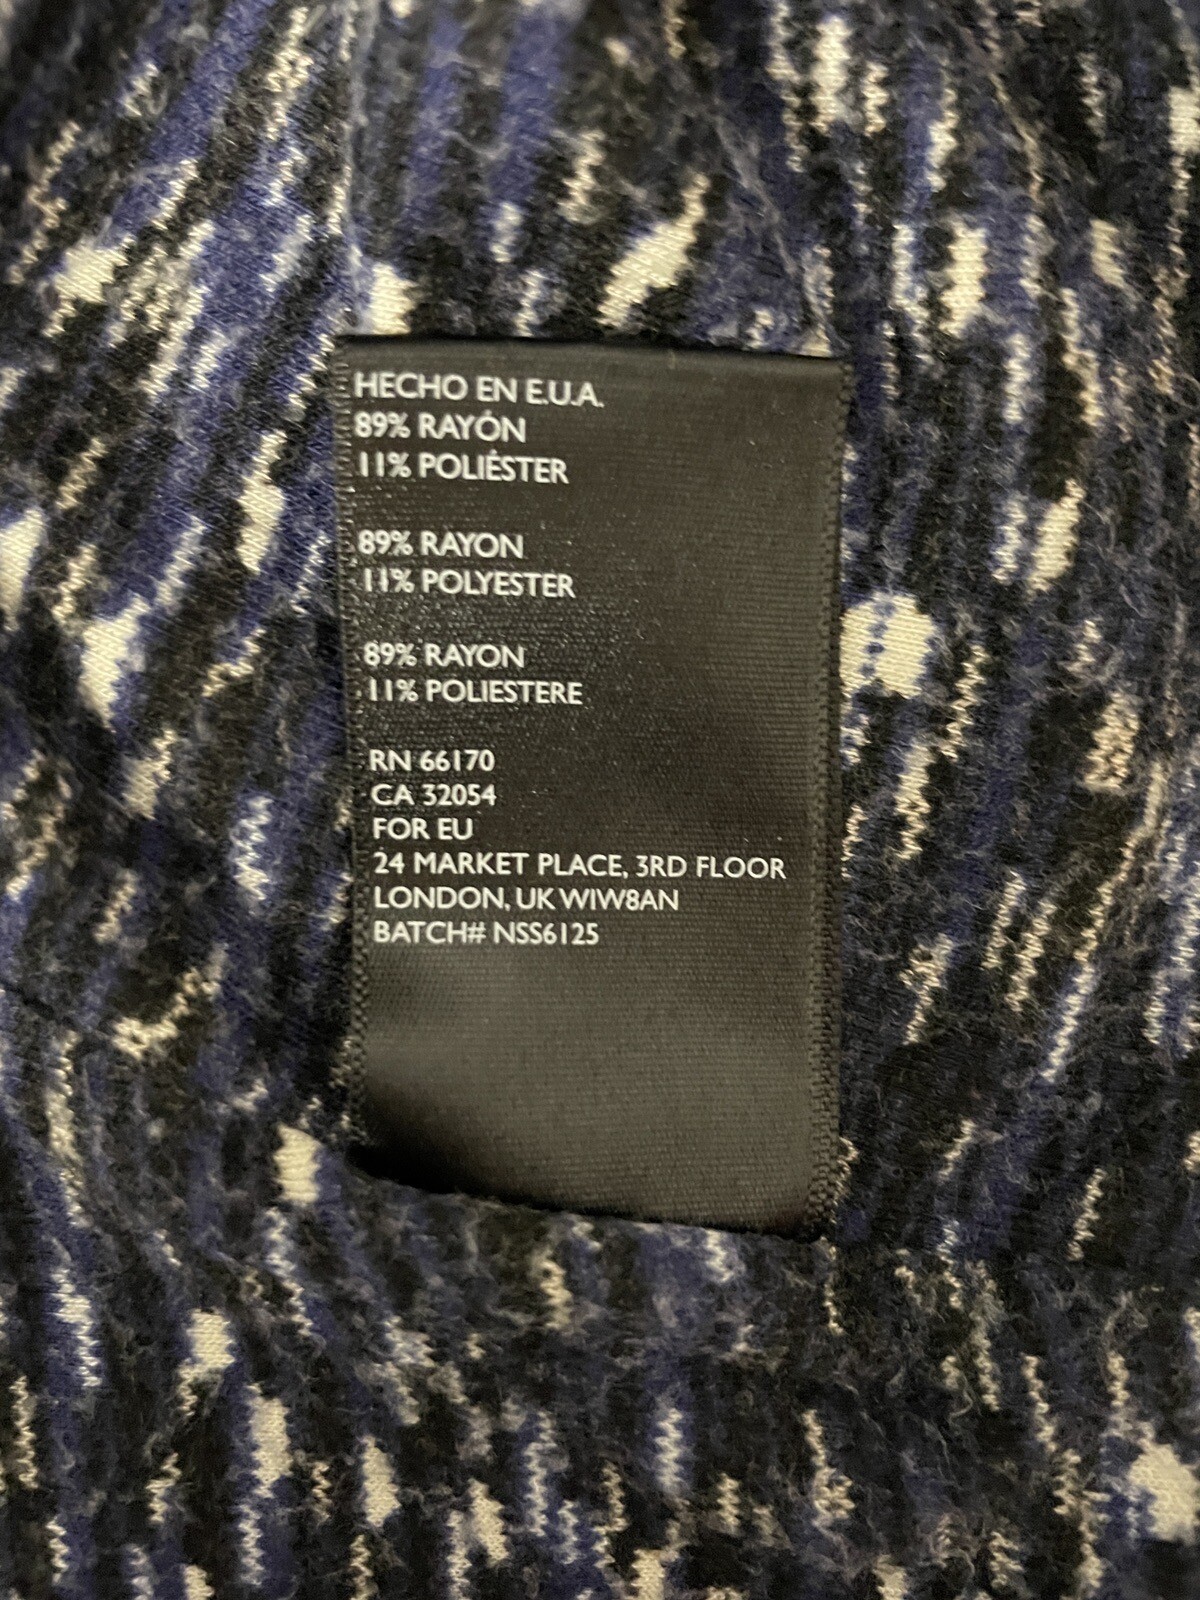 HECHO EN E.U.A.
89% RAYÓN
11% POLIÉSTER
89% RAYON
11% POLYESTER
89% RAYON
11% POLIESTERE
RN 66170
CA 32054
FOR EU
24 MARKET PLACE, 3RD FLOOR
LONDON, UK W1W8AN
BATCH# NSS6125